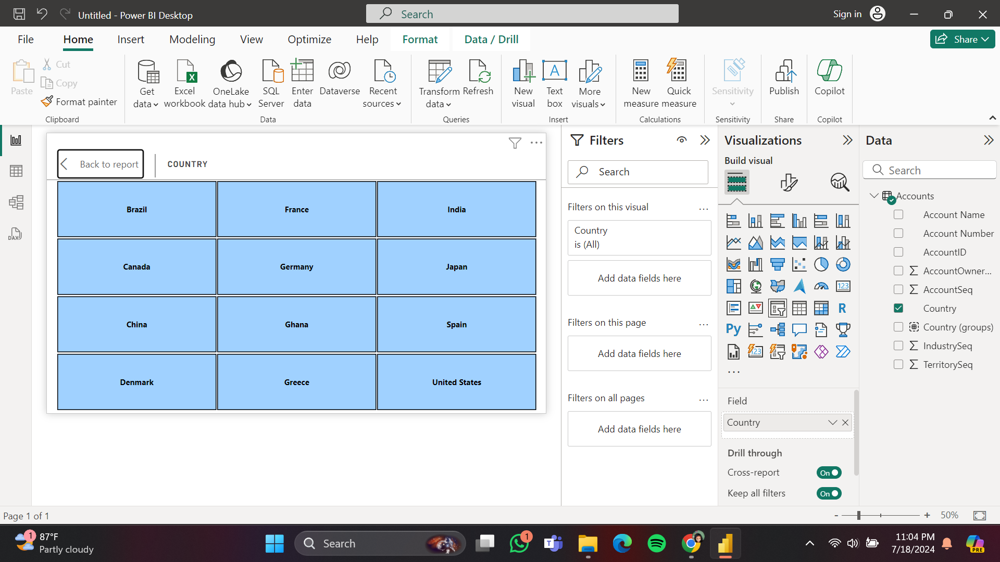 Untitled - Power BI Desktop
Search
Sign in
File
Home
Insert
Modeling
View
Optimize
Help
Format
Data / Drill
Share
Paste
Cut
Copy
Format painter
Clipboard
Get data
Excel workbook
OneLake data hub
SQL Server
Enter data
Dataverse
Recent sources
Data
Transform data
Refresh
Queries
New visual
Text box
More visuals
Insert
New measure
Quick measure
Calculations
Sensitivity
Sensitivity
Publish
Share
Copilot
Copilot
DAX
Back to report
COUNTRY
Brazil
France
India
Canada
Germany
Japan
China
Ghana
Spain
Denmark
Greece
United States
Filters
Search
Filters on this visual
...
Country
is (All)
Add data fields here
Filters on this page
...
Add data fields here
Filters on all pages
...
Add data fields here
Visualizations
Build visual
123
R
Py
123
...
Field
Country
Drill through
Cross-report
On
Keep all filters
On
Data
Search
Accounts
Account Name
Account Number
AccountID
AccountOwner...
AccountSeq
Country
Country (groups)
IndustrySeq
TerritorySeq
Page 1 of 1
- + 50%
1
87°F
Partly cloudy
Search
1
T
11:04 PM
7/18/2024
PRE